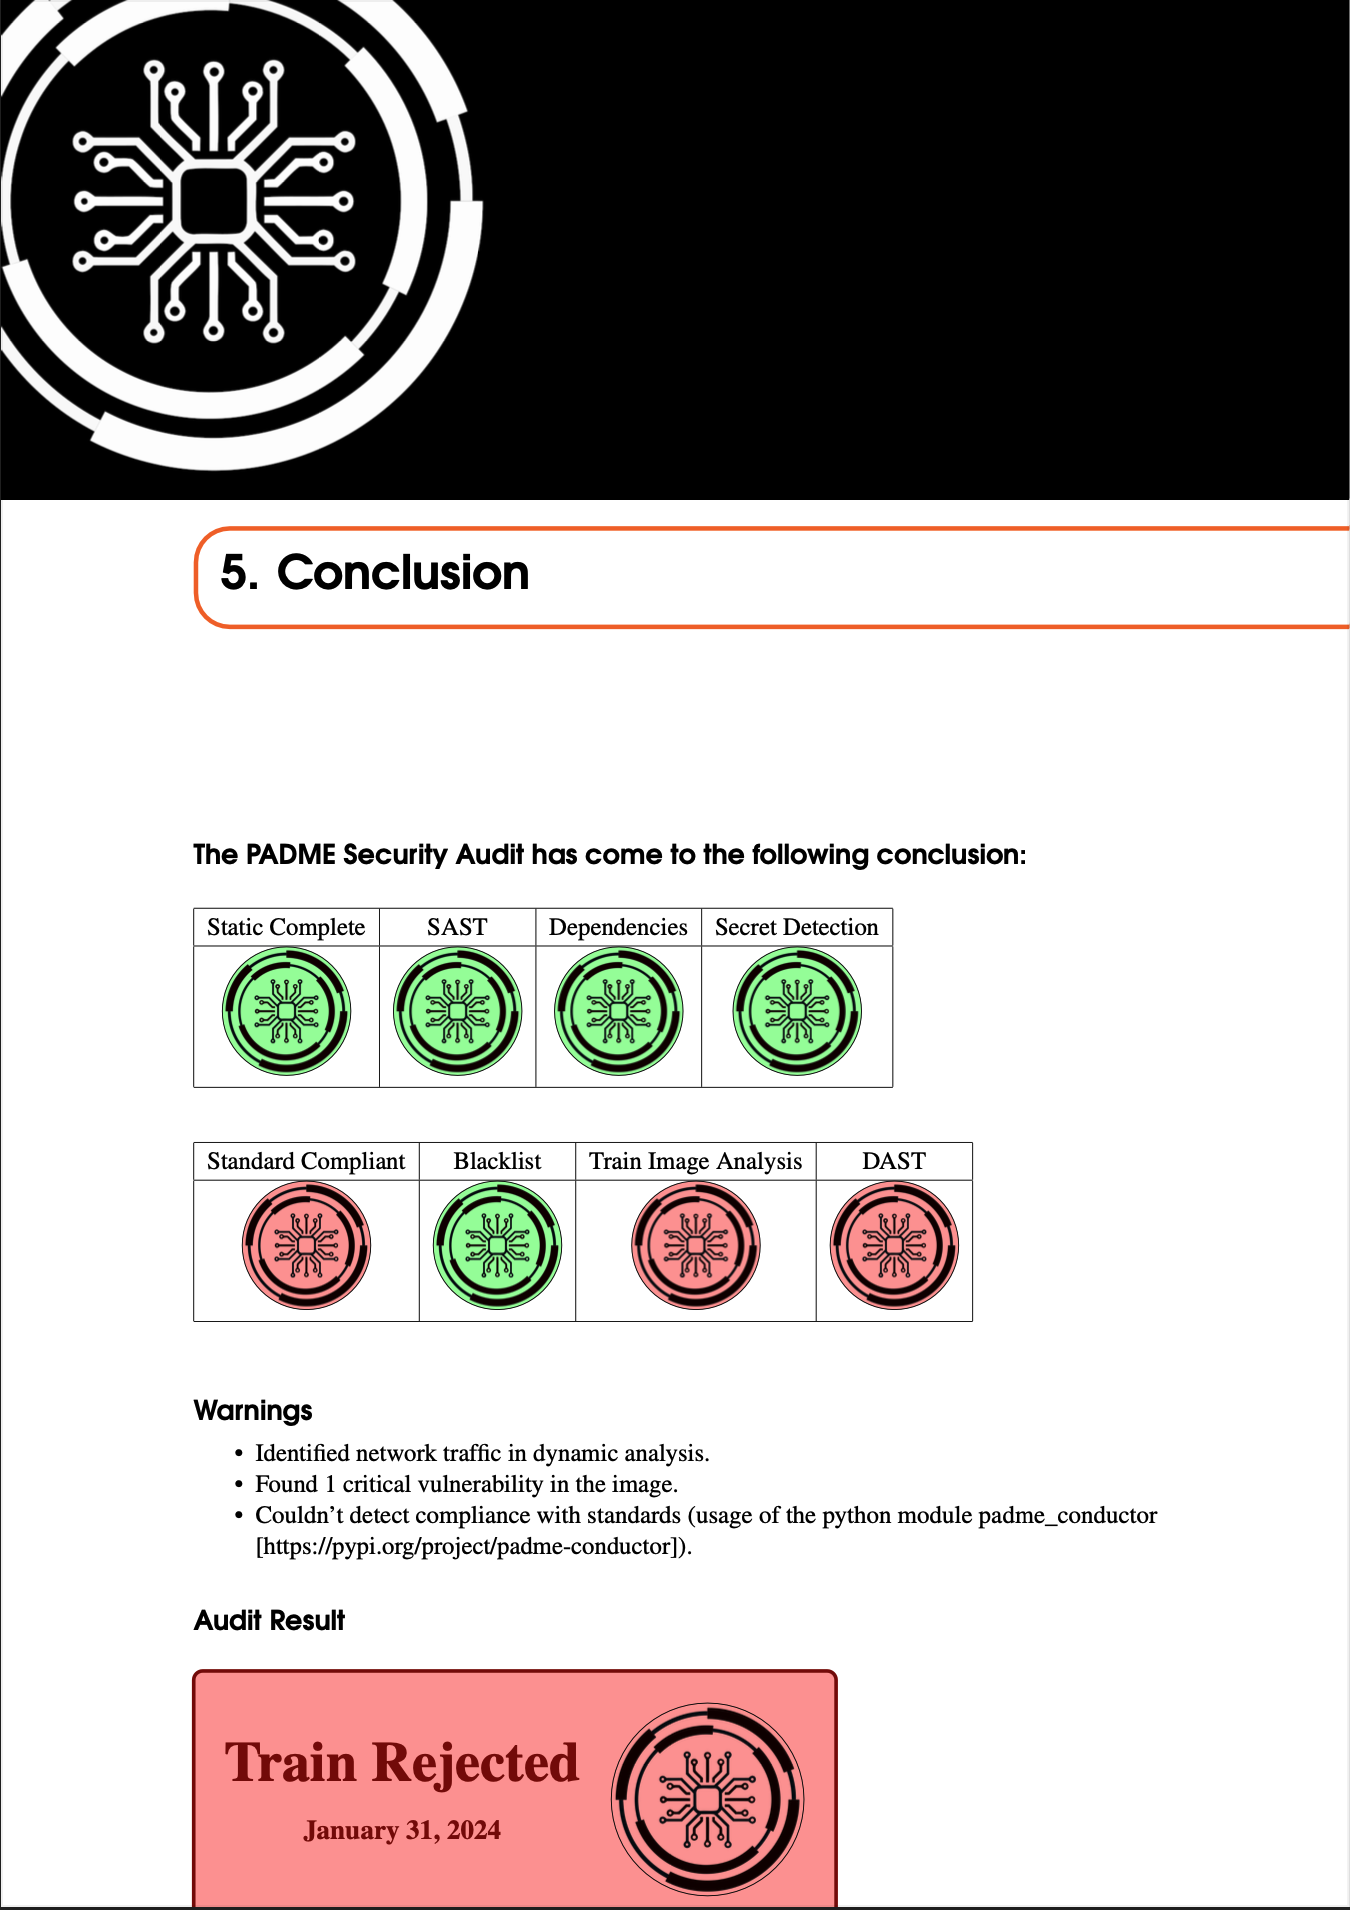 5. Conclusion
The PADME Security Audit has come to the following conclusion:
Static Complete SAST Dependencies Secret Detection
Standard Compliant Blacklist Train Image Analysis DAST
Warnings
• Identified network traffic in dynamic analysis.
• Found 1 critical vulnerability in the image.
• Couldn’t detect compliance with standards (usage of the python module padme_conductor
[https://pypi.org/project/padme-conductor]).
Audit Result
Train Rejected
January 31, 2024